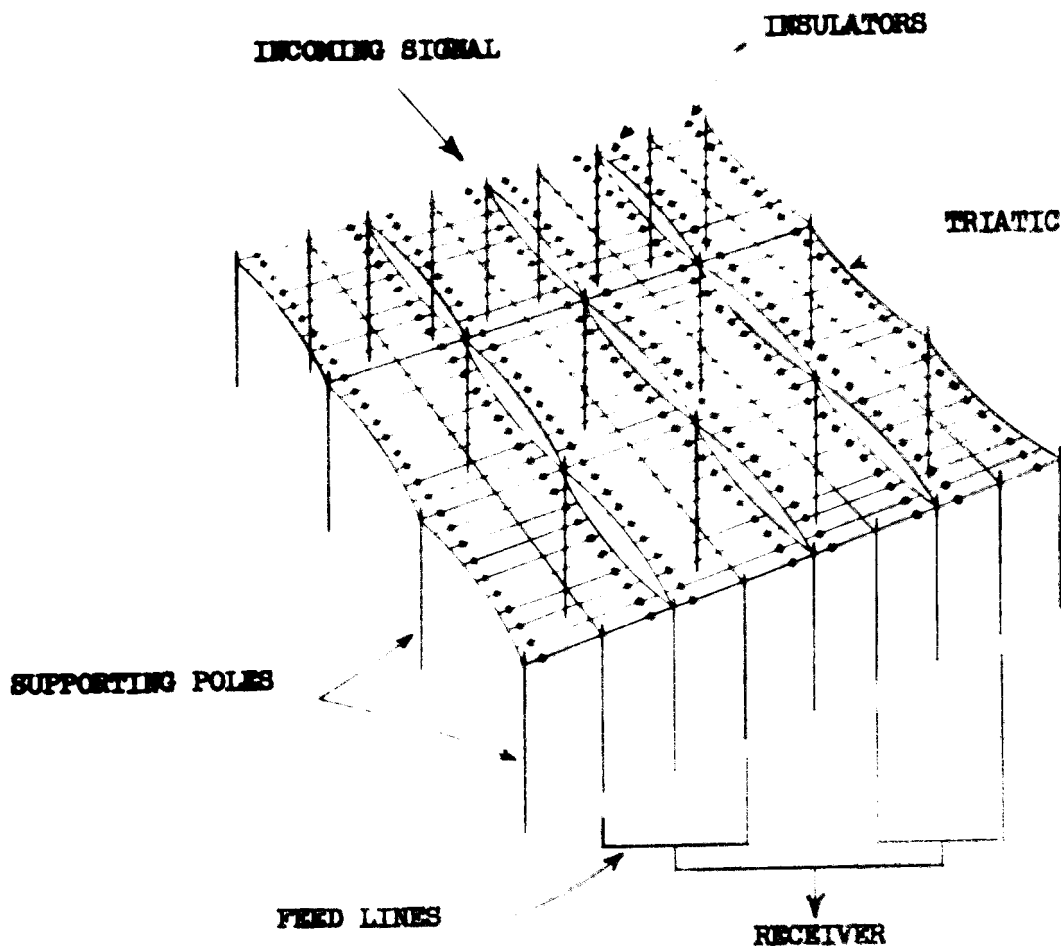 INSULATORS
INCOMING SIGNAL
TRIATIC
SUPPORTING POLES
FEED LINES
RECEIVER